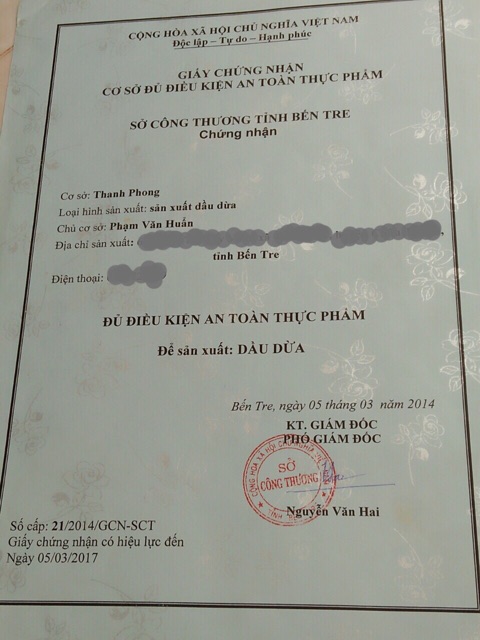 CỘNG HÒA XÃ HỘI CHỦ NGHĨA VIỆT NAM
Độc lập – Tự do – Hạnh phúc
GIẤY CHỨNG NHẬN
CƠ SỞ ĐỦ ĐIỀU KIỆN AN TOÀN THỰC PHẨM
SỞ CÔNG THƯƠNG TỈNH BẾN TRE
Chứng nhận
Cơ sở: Thanh Phong
Loại hình sản xuất: sản xuất dầu dừa
Chủ cơ sở: Phạm Văn Huấn
Địa chỉ sản xuất:
tỉnh Bến Tre
Điện thoại:
ĐỦ ĐIỀU KIỆN AN TOÀN THỰC PHẨM
Để sản xuất: DẦU DỪA
Bến Tre, ngày 05 tháng 03 năm 2014
KT. GIÁM ĐỐC
PHÓ GIÁM ĐỐC
SỞ
CÔNG THƯƠNG
Nguyễn Văn Hai
Số cấp: 21/2014/GCN-SCT
Giấy chứng nhận có hiệu lực đến
Ngày 05/03/2017